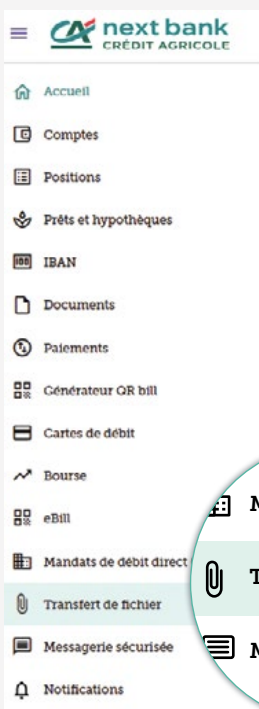 next bank
CRÉDIT AGRICOLE
Accueil
Comptes
Positions
Prêts et hypothèques
IBAN
Documents
Paiements
Générateur QR bill
Cartes de débit
Bourse
eBill
Mandats de débit direct
M
Transfert de fichier
T
Messagerie sécurisée
M
Notifications